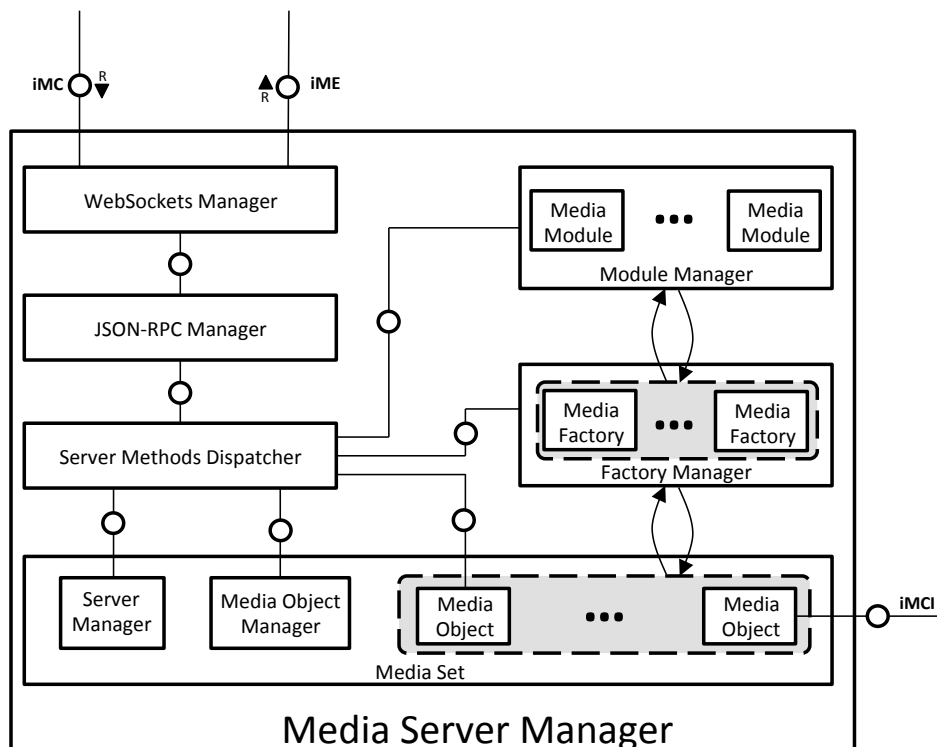 R
iMC
iME
R
WebSockets Manager
Media
Module
•••
Media
Module
Module Manager
JSON-RPC Manager
Media
Factory
•••
Media
Factory
Factory Manager
Server Methods Dispatcher
Server
Manager
Media Object
Manager
Media
Object
•••
Media
Object
iMCI
Media Set
Media Server Manager